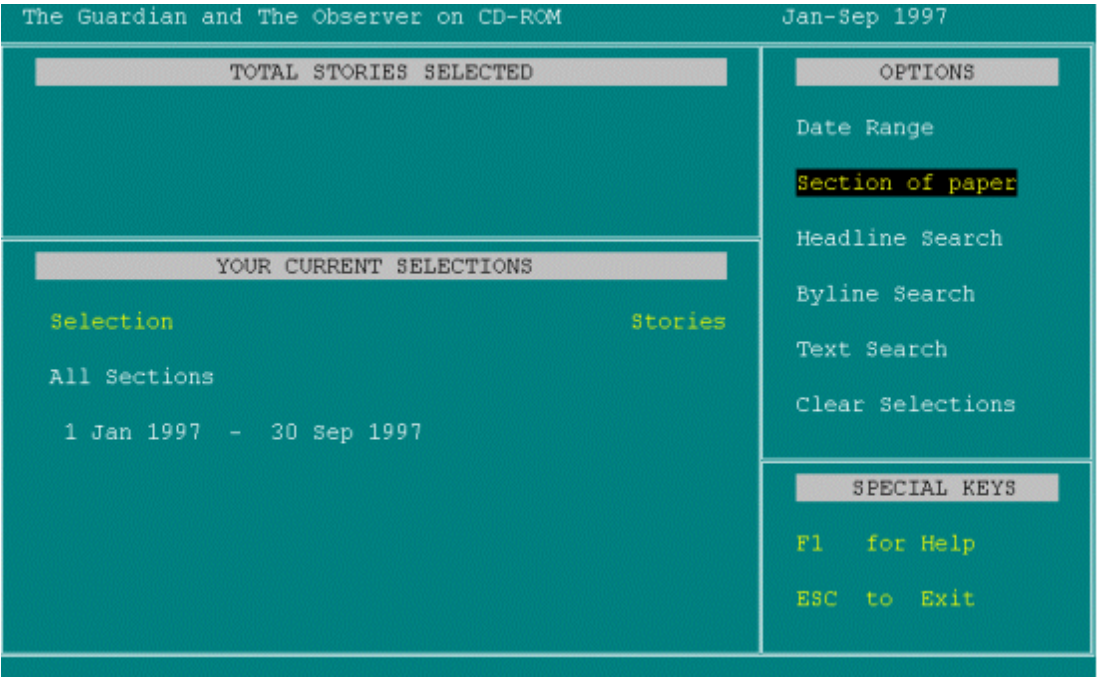 The Guardian and The Observer on CD-ROM Jan-Sep 1997
TOTAL STORIES SELECTED
YOUR CURRENT SELECTIONS
Selection Stories
All Sections
1 Jan 1997 - 30 Sep 1997
OPTIONS
Date Range
Section of paper
Headline Search
Byline Search
Text Search
Clear Selections
SPECIAL KEYS
F1 for Help
ESC to Exit